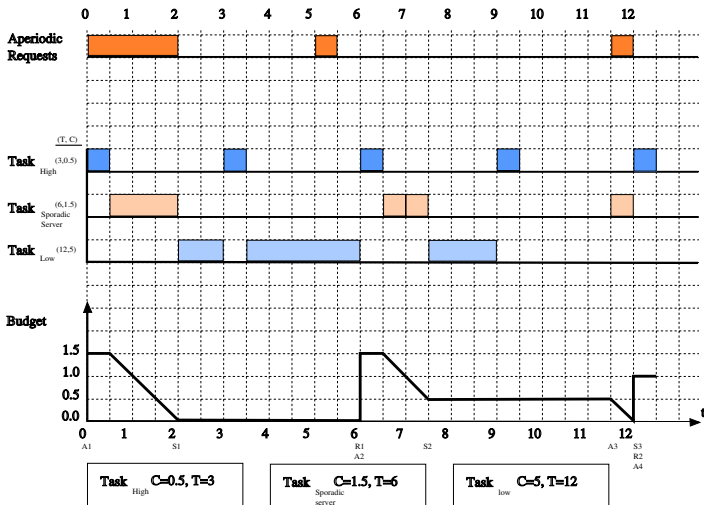 0 1 2 3 4 5 6 7 8 9 10 11 12
Aperiodic
Requests
(T, C)
Task High (3,0.5)
Task Sporadic Server (6,1.5)
Task Low (12,5)
Budget
1.5
1.0
0.5
0.0
t
0 1 2 3 4 5 6 7 8 9 10 11 12
A1 S1 R1 S2 A3 S3
A2 R2
A4
Task High C=0.5, T=3
Task Sporadic server C=1.5, T=6
Task low C=5, T=12